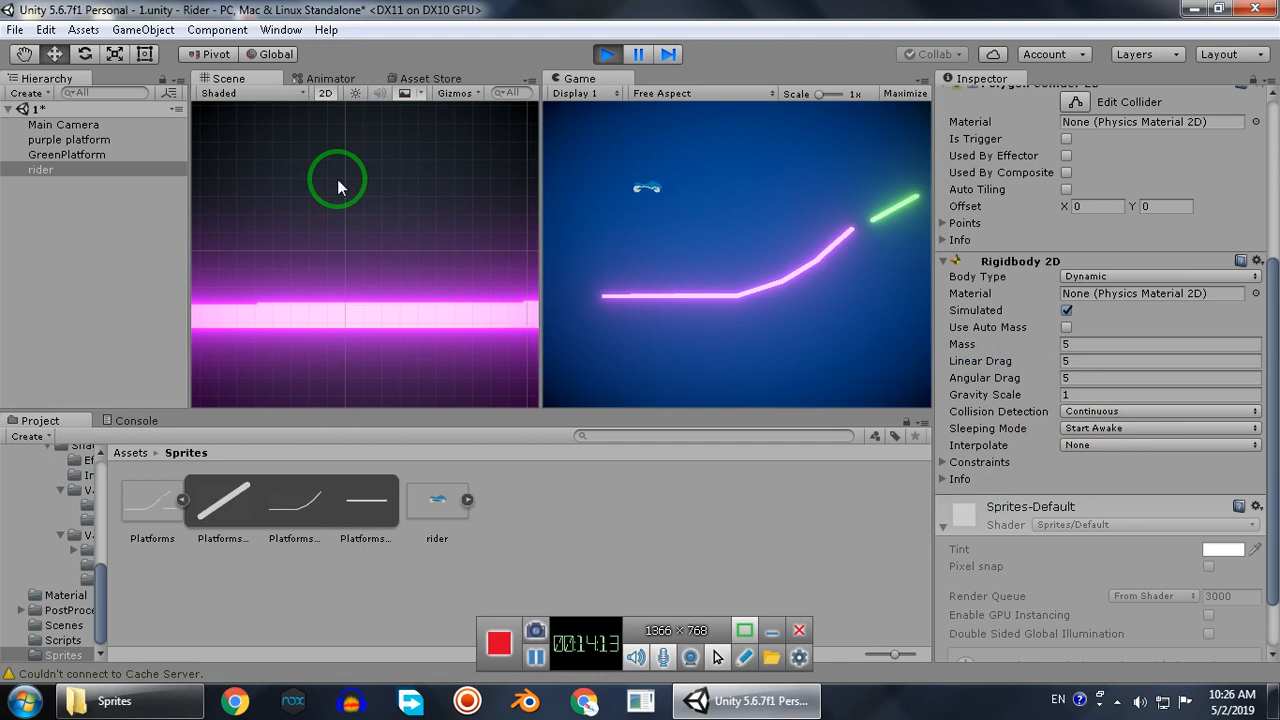 Unity 5.6.7f1 Personal - 1.unity - Rider - PC, Mac & Linux Standalone* <DX11 on DX10 GPU>
File Edit Assets GameObject Component Window Help
Pivot Global Collab Account Layers Layout
Hierarchy Scene Animator Asset Store Game Inspector
Create All Shaded 2D Gizmos All Display 1 Free Aspect Scale 1x Maximize
1*
Main Camera
purple platform
GreenPlatform
rider
Edit Collider
Material None (Physics Material 2D)
Is Trigger
Used By Effector
Used By Composite
Auto Tiling
Offset X 0 Y 0
Points
Info
Rigidbody 2D
Body Type Dynamic
Material None (Physics Material 2D)
Simulated
Use Auto Mass
Mass 5
Linear Drag 5
Angular Drag 5
Gravity Scale 1
Collision Detection Continuous
Sleeping Mode Start Awake
Interpolate None
Constraints
Info
Sprites-Default
Shader Sprites/Default
Tint
Pixel snap
Render Queue From Shader 3000
Enable GPU Instancing
Double Sided Global Illumination
Project Console
Create
Assets Sprites
Ef
In
V
V
Material
PostProce
Scenes
Scripts
Sprites
Platforms Platforms... Platforms... Platforms... rider
1366 x 768
00:14:13
Couldn't connect to Cache Server.
Sprites
nox
Unity 5.6.7f1 Pers...
EN
10:26 AM
5/2/2019